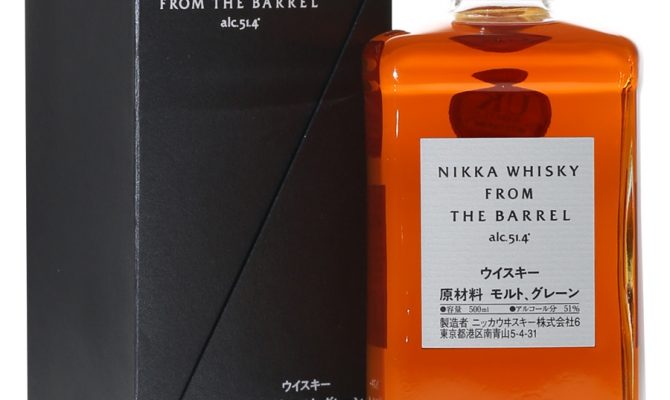 FROM THE BARREL
alc.51.4°
ウイスキー
NIKKA WHISKY
FROM
THE BARREL
alc.51.4°
ウイスキー
原材料 モルト、グレーン
●容量 500ml ●アルコール分 51%
製造者 ニッカウヰスキー株式会社6
東京都港区南青山5-4-31